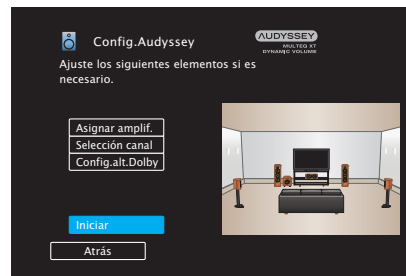 Config.Audyssey
AUDYSSEY
MULTEQ XT
DYNAMIC VOLUME
Ajuste los siguientes elementos si es
necesario.
Asignar amplif.
Selección canal
Config.alt.Dolby
Iniciar
Atrás